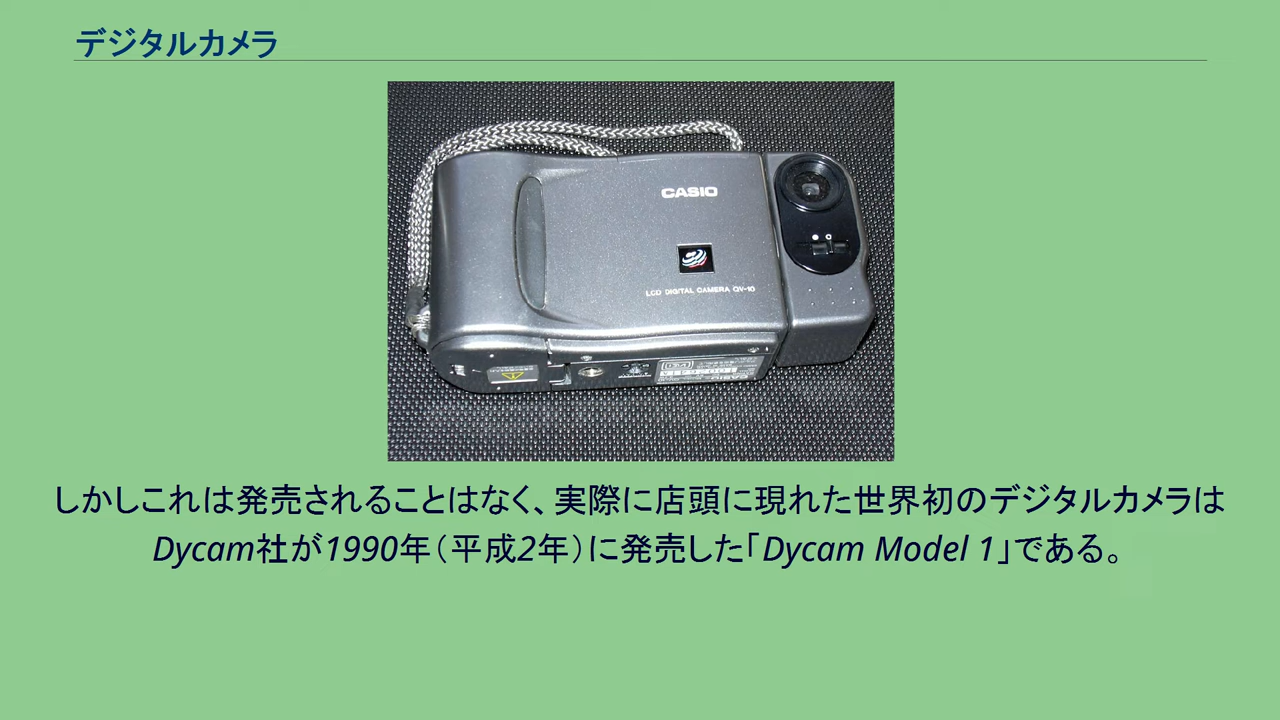 デジタルカメラ
CASIO
LCD DIGITAL CAMERA QV-10
しかしこれは発売されることはなく、実際に店頭に現れた世界初のデジタルカメラは
Dycam社が1990年（平成2年）に発売した「Dycam Model 1」である。